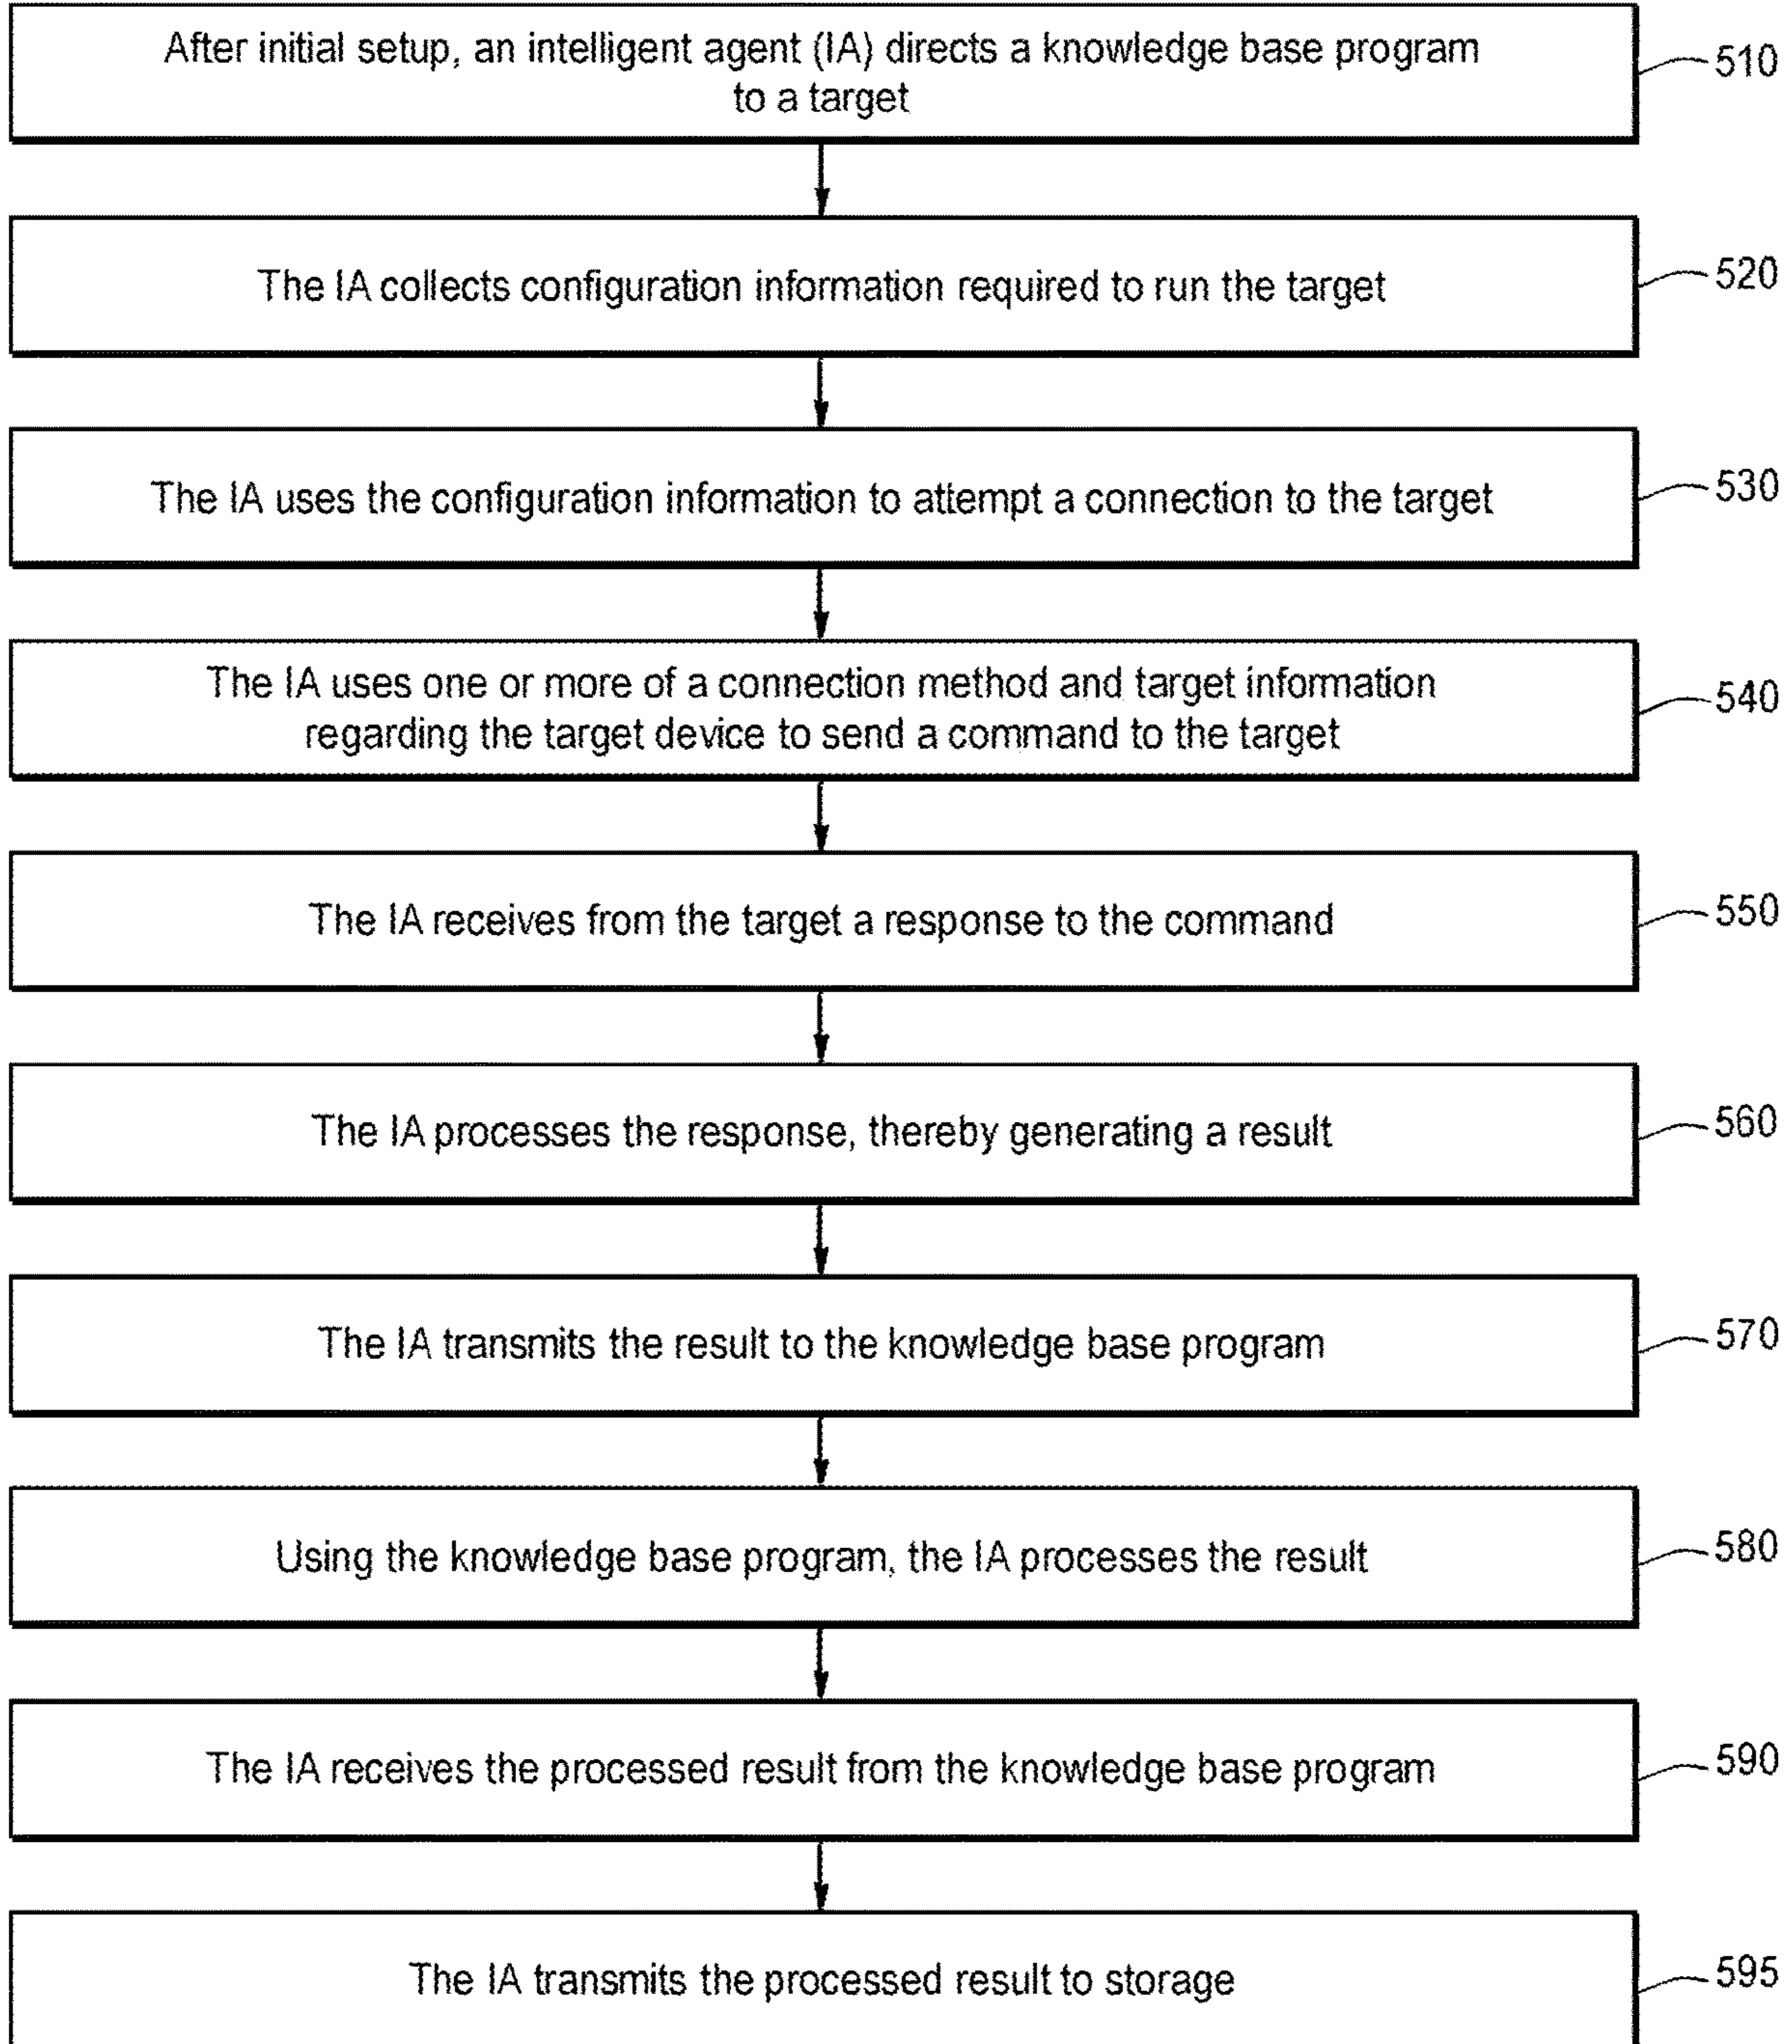 After initial setup, an intelligent agent (IA) directs a knowledge base program
to a target
510
The IA collects configuration information required to run the target
520
The IA uses the configuration information to attempt a connection to the target
530
The IA uses one or more of a connection method and target information
regarding the target device to send a command to the target
540
The IA receives from the target a response to the command
550
The IA processes the response, thereby generating a result
560
The IA transmits the result to the knowledge base program
570
Using the knowledge base program, the IA processes the result
580
The IA receives the processed result from the knowledge base program
590
The IA transmits the processed result to storage
595